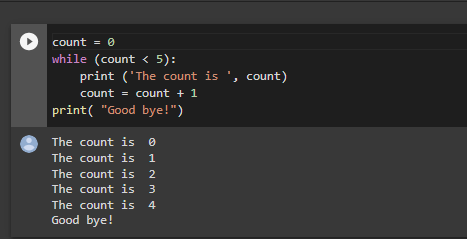 count = 0
while (count < 5):
    print ('The count is ', count)
    count = count + 1
print( "Good bye!")
The count is  0
The count is  1
The count is  2
The count is  3
The count is  4
Good bye!